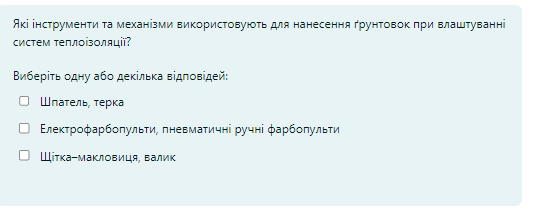 Які інструменти та механізми використовують для нанесення ґрунтовок при влаштуванні
систем теплоізоляції?
Виберіть одну або декілька відповідей:
Шпатель, терка
Електрофарбопульти, пневматичні ручні фарбопульти
Щітка–макловиця, валик